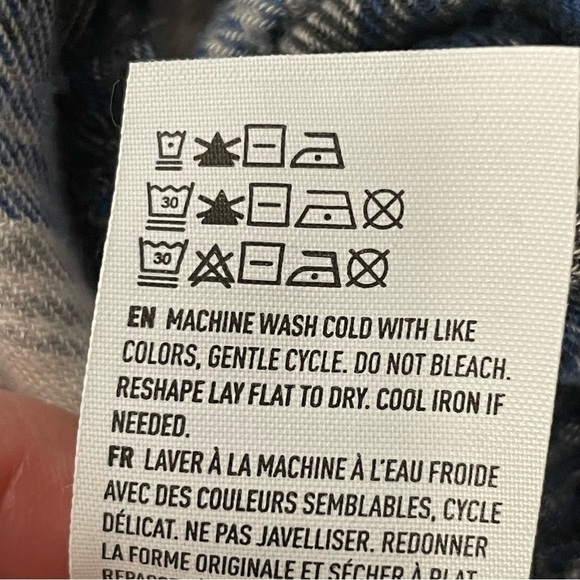 30
30
EN MACHINE WASH COLD WITH LIKE
COLORS, GENTLE CYCLE. DO NOT BLEACH.
RESHAPE LAY FLAT TO DRY. COOL IRON IF
NEEDED.
FR LAVER À LA MACHINE À L'EAU FROIDE
AVEC DES COULEURS SEMBLABLES, CYCLE
DÉLICAT. NE PAS JAVELLISER. REDONNER
LA FORME ORIGINALE ET SÉCHER À PLAT.